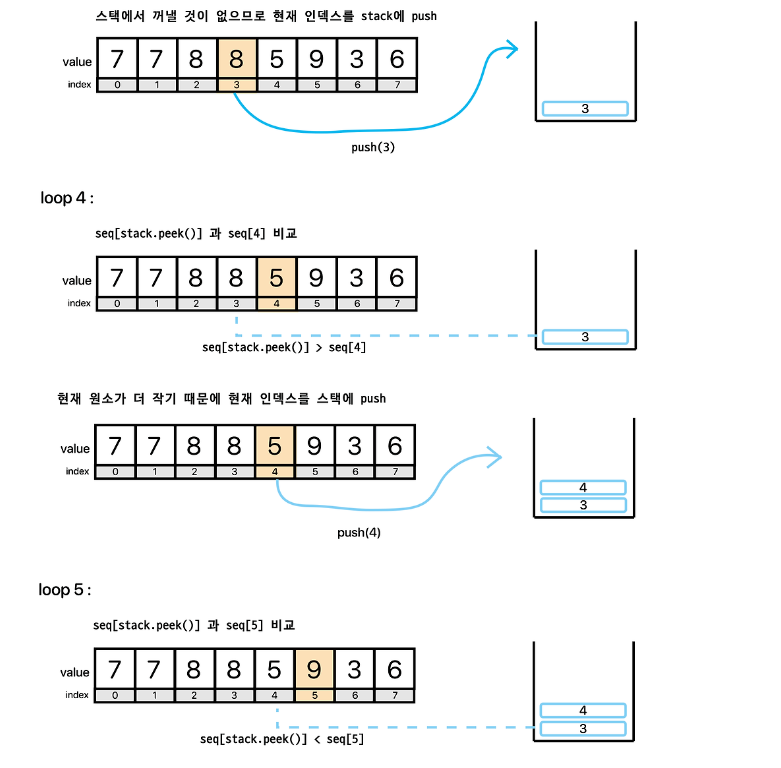 스택에서 꺼낼 것이 없으므로 현재 인덱스를 stack에 push
value 7 7 8 8 5 9 3 6
index 0 1 2 3 4 5 6 7
3
push(3)
loop 4 :
seq[stack.peek()] 과 seq[4] 비교
value 7 7 8 8 5 9 3 6
index 0 1 2 3 4 5 6 7
3
seq[stack.peek()] > seq[4]
현재 원소가 더 작기 때문에 현재 인덱스를 스택에 push
value 7 7 8 8 5 9 3 6
index 0 1 2 3 4 5 6 7
4
3
push(4)
loop 5 :
seq[stack.peek()] 과 seq[5] 비교
value 7 7 8 8 5 9 3 6
index 0 1 2 3 4 5 6 7
4
3
seq[stack.peek()] < seq[5]